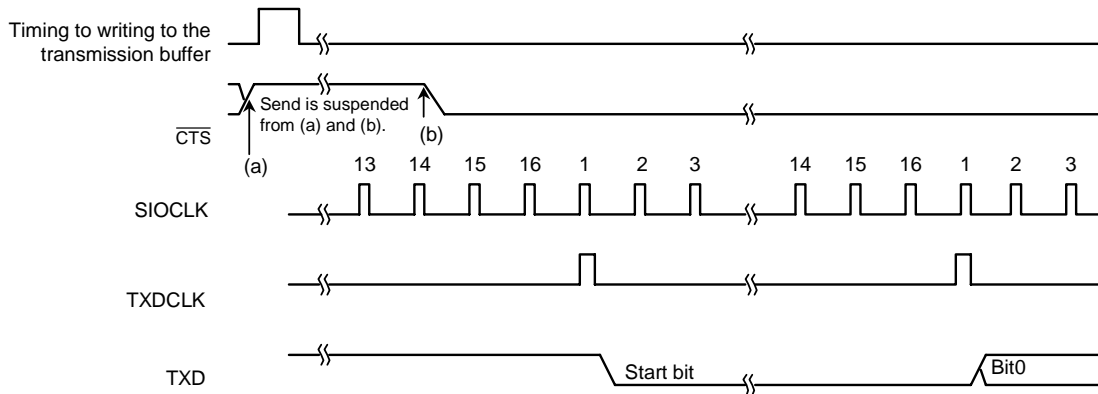 Timing to writing to the
transmission buffer
Send is suspended
from (a) and (b).
CTS
(a)
(b)
13 14 15 16 1 2 3 14 15 16 1 2 3
SIOCLK
TXDCLK
TXD
Start bit
Bit0